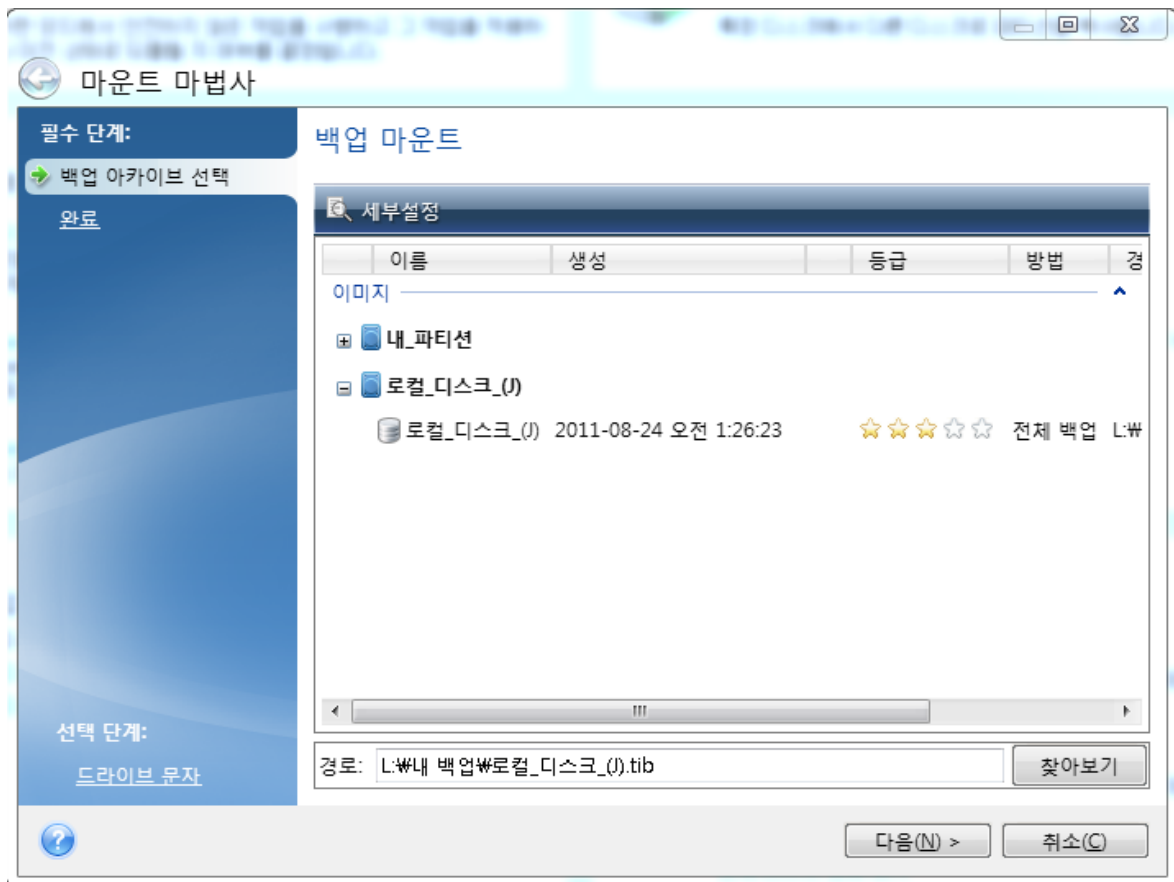 마운트 마법사
필수 단계:
백업 아카이브 선택
완료
선택 단계:
드라이브 문자
백업 마운트
세부설정
이름 생성 등급 방법 경
이미지
내_파티션
로컬_디스크_(J)
로컬_디스크_(J) 2011-08-24 오전 1:26:23 전체 백업 L:₩
경로: L:₩내 백업₩로컬_디스크_(J).tib 찾아보기
다음(N) > 취소(C)